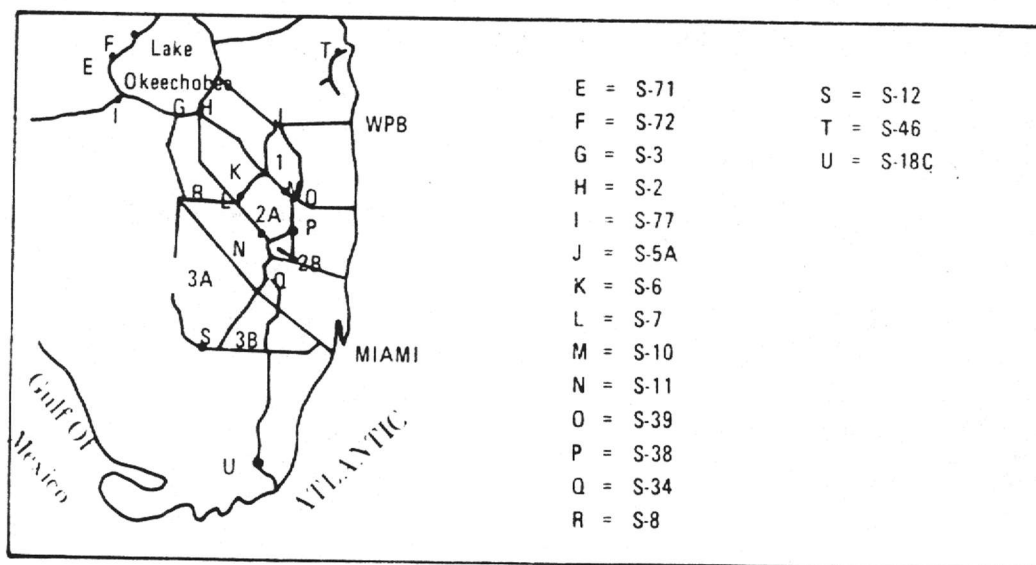 F
Lake
T
E
Okeechobee
I
G H
J
WPB
K
1
R
L
M O
2A
P
N
2B
3A
Q
S
3B
MIAMI
Gulf Of
Mexico
U
ATLANTIC
E = S-71
F = S-72
G = S-3
H = S-2
I = S-77
J = S-5A
K = S-6
L = S-7
M = S-10
N = S-11
O = S-39
P = S-38
Q = S-34
R = S-8
S = S-12
T = S-46
U = S-18C